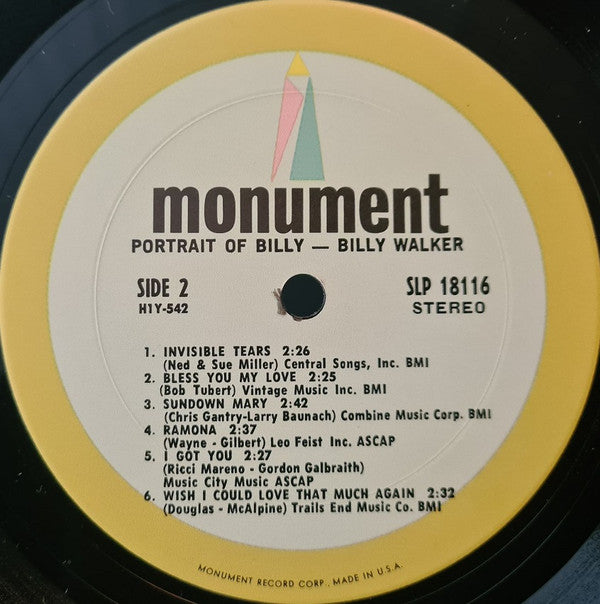 monument
PORTRAIT OF BILLY — BILLY WALKER
SIDE 2
H1Y-542
SLP 18116
STEREO
1. INVISIBLE TEARS 2:26
(Ned & Sue Miller) Central Songs, Inc. BMI
2. BLESS YOU MY LOVE 2:25
(Bob Tubert) Vintage Music Inc. BMI
3. SUNDOWN MARY 2:42
(Chris Gantry-Larry Baunach) Combine Music Corp. BMI
4. RAMONA 2:37
(Wayne - Gilbert) Leo Feist Inc. ASCAP
5. I GOT YOU 2:27
(Ricci Mareno - Gordon Galbraith)
Music City Music ASCAP
6. WISH I COULD LOVE THAT MUCH AGAIN 2:32
(Douglas - McAlpine) Trails End Music Co. BMI
MONUMENT RECORD CORP., MADE IN U.S.A.